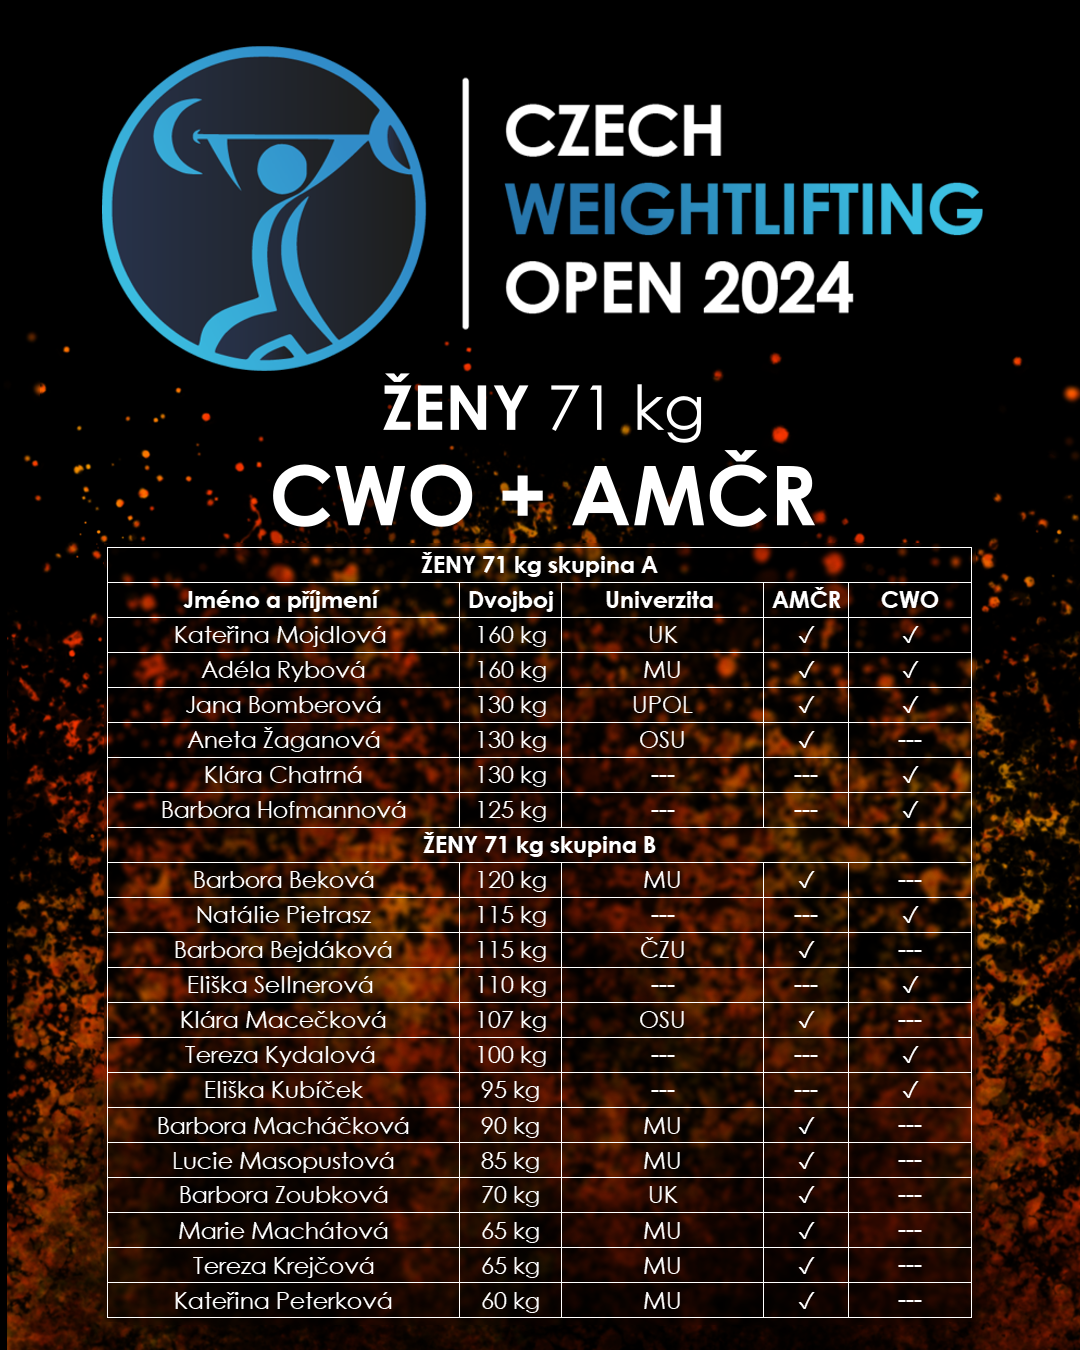 CZECH
WEIGHTLIFTING
OPEN 2024
ŽENY 71 kg
CWO + AMČR
ŽENY 71 kg skupina A
Jméno a příjmení Dvojboj Univerzita AMČR CWO
Kateřina Mojdlová 160 kg UK ✓ ✓
Adéla Rybová 160 kg MU ✓ ✓
Jana Bomberová 130 kg UPOL ✓ ✓
Aneta Žaganová 130 kg OSU ✓ ---
Klára Chatrná 130 kg --- --- ✓
Barbora Hofmannová 125 kg --- --- ✓
ŽENY 71 kg skupina B
Barbora Beková 120 kg MU ✓ ---
Natálie Pietrasz 115 kg --- --- ✓
Barbora Bejdáková 115 kg ČZU ✓ ---
Eliška Sellnerová 110 kg --- --- ✓
Klára Macečková 107 kg OSU ✓ ---
Tereza Kydalová 100 kg --- --- ✓
Eliška Kubíček 95 kg --- --- ✓
Barbora Macháčková 90 kg MU ✓ ---
Lucie Masopustová 85 kg MU ✓ ---
Barbora Zoubková 70 kg UK ✓ ---
Marie Machátová 65 kg MU ✓ ---
Tereza Krejčová 65 kg MU ✓ ---
Kateřina Peterková 60 kg MU ✓ ---